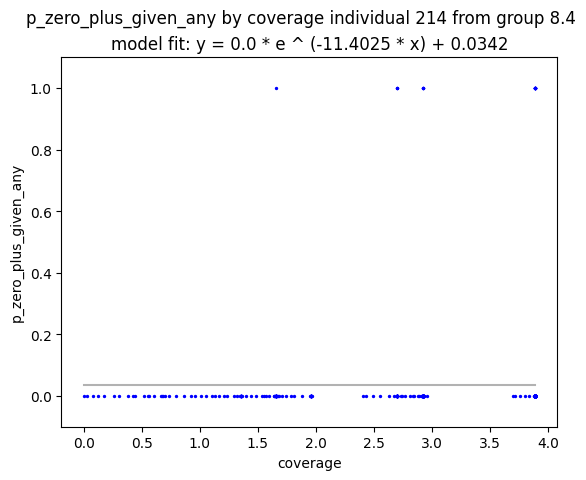 p_zero_plus_given_any by coverage individual 214 from group 8.4
model fit: y = 0.0 * e ^ (-11.4025 * x) + 0.0342
1.0
0.8
0.6
0.4
0.2
0.0
p_zero_plus_given_any
0.0 0.5 1.0 1.5 2.0 2.5 3.0 3.5 4.0
coverage